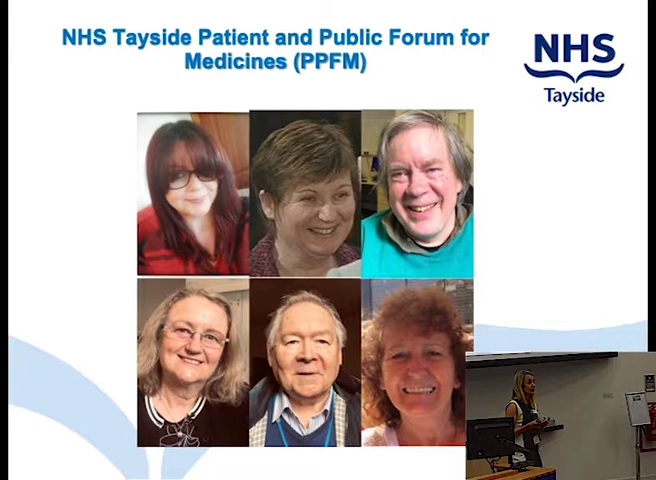 NHS Tayside Patient and Public Forum for
Medicines (PPFM)
NHS
Tayside